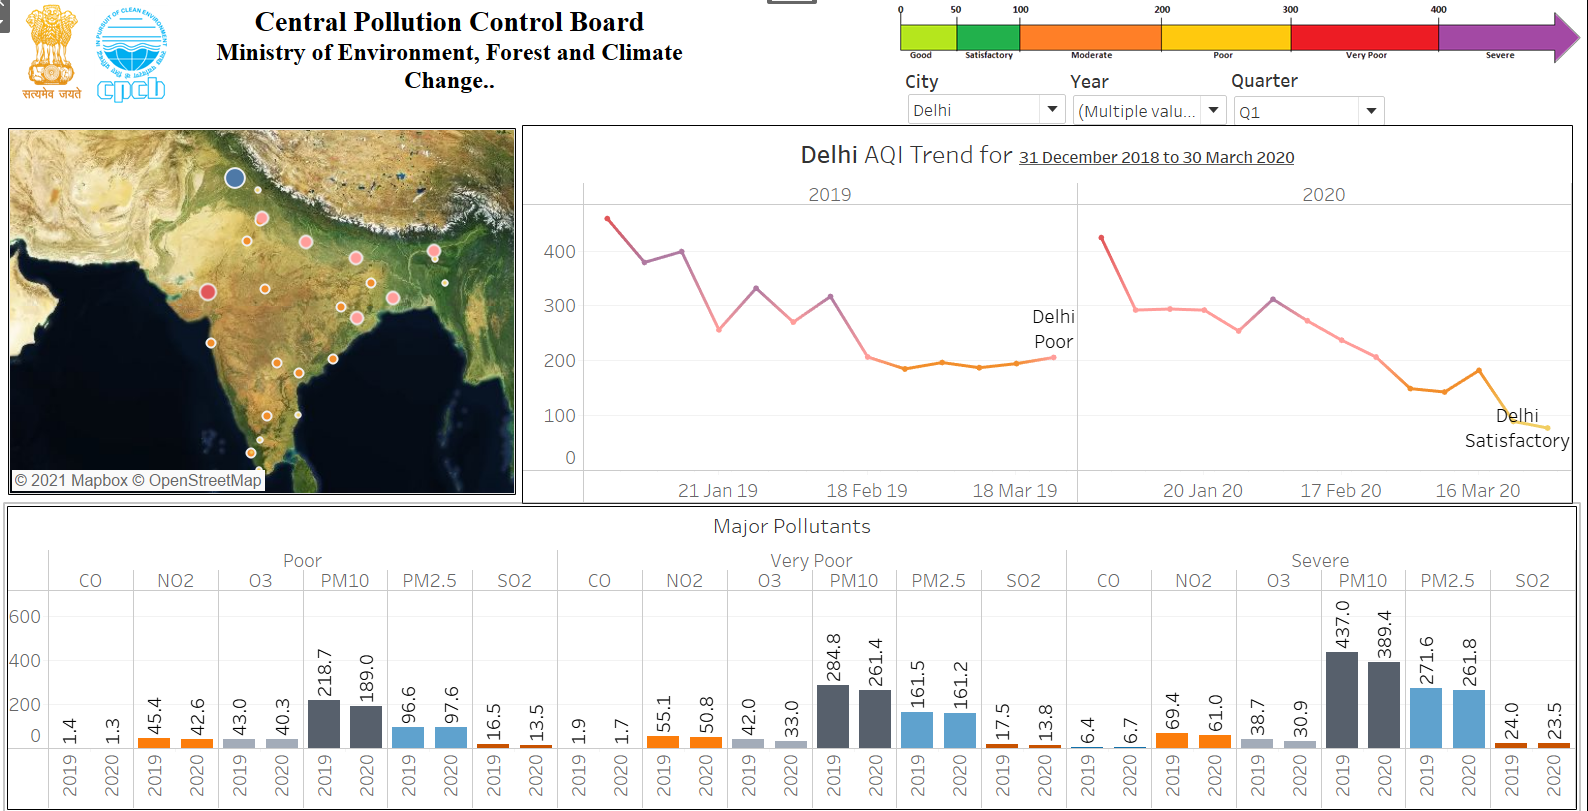 Central Pollution Control Board
Ministry of Environment, Forest and Climate
Change..
सत्यमेव जयते
cpcb
0 50 100 200 300 400
Good Satisfactory Moderate Poor Very Poor Severe
City Year Quarter
Delhi (Multiple valu... Q1
Delhi AQI Trend for 31 December 2018 to 30 March 2020
2019 2020
400
300
200
100
0
Delhi
Poor
Delhi
Satisfactory
21 Jan 19 18 Feb 19 18 Mar 19 20 Jan 20 17 Feb 20 16 Mar 20
© 2021 Mapbox © OpenStreetMap
Major Pollutants
Poor Very Poor Severe
CO NO2 O3 PM10 PM2.5 SO2 CO NO2 O3 PM10 PM2.5 SO2 CO NO2 O3 PM10 PM2.5 SO2
600
400
200
0
1.4 1.3 45.4 42.6 43.0 40.3 218.7 189.0 96.6 97.6 16.5 13.5 1.9 1.7 55.1 50.8 42.0 33.0 284.8 261.4 161.5 161.2 17.5 13.8 6.4 6.7 69.4 61.0 38.7 30.9 437.0 389.4 271.6 261.8 24.0 23.5
2019 2020 2019 2020 2019 2020 2019 2020 2019 2020 2019 2020 2019 2020 2019 2020 2019 2020 2019 2020 2019 2020 2019 2020 2019 2020 2019 2020 2019 2020 2019 2020 2019 2020 2019 2020